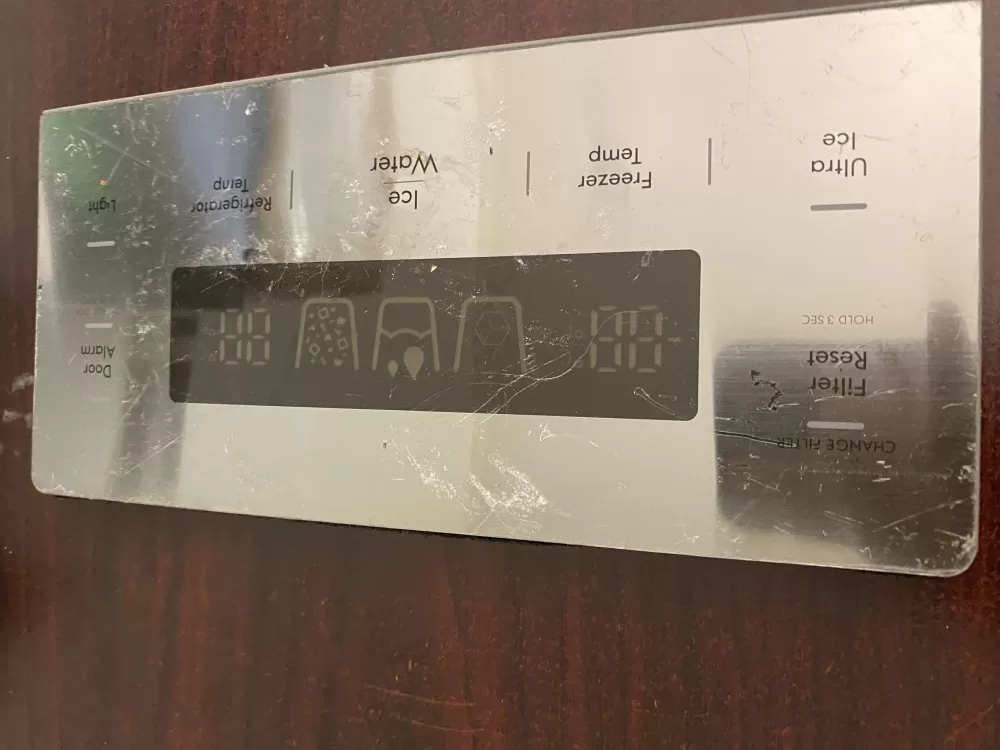 CHANGE FILTER
Filter
Reset
HOLD 3 SEC
Ultra
Ice
Freezer
Temp
Ice
Water
Refrigerator
Temp
Door
Alarm
Light